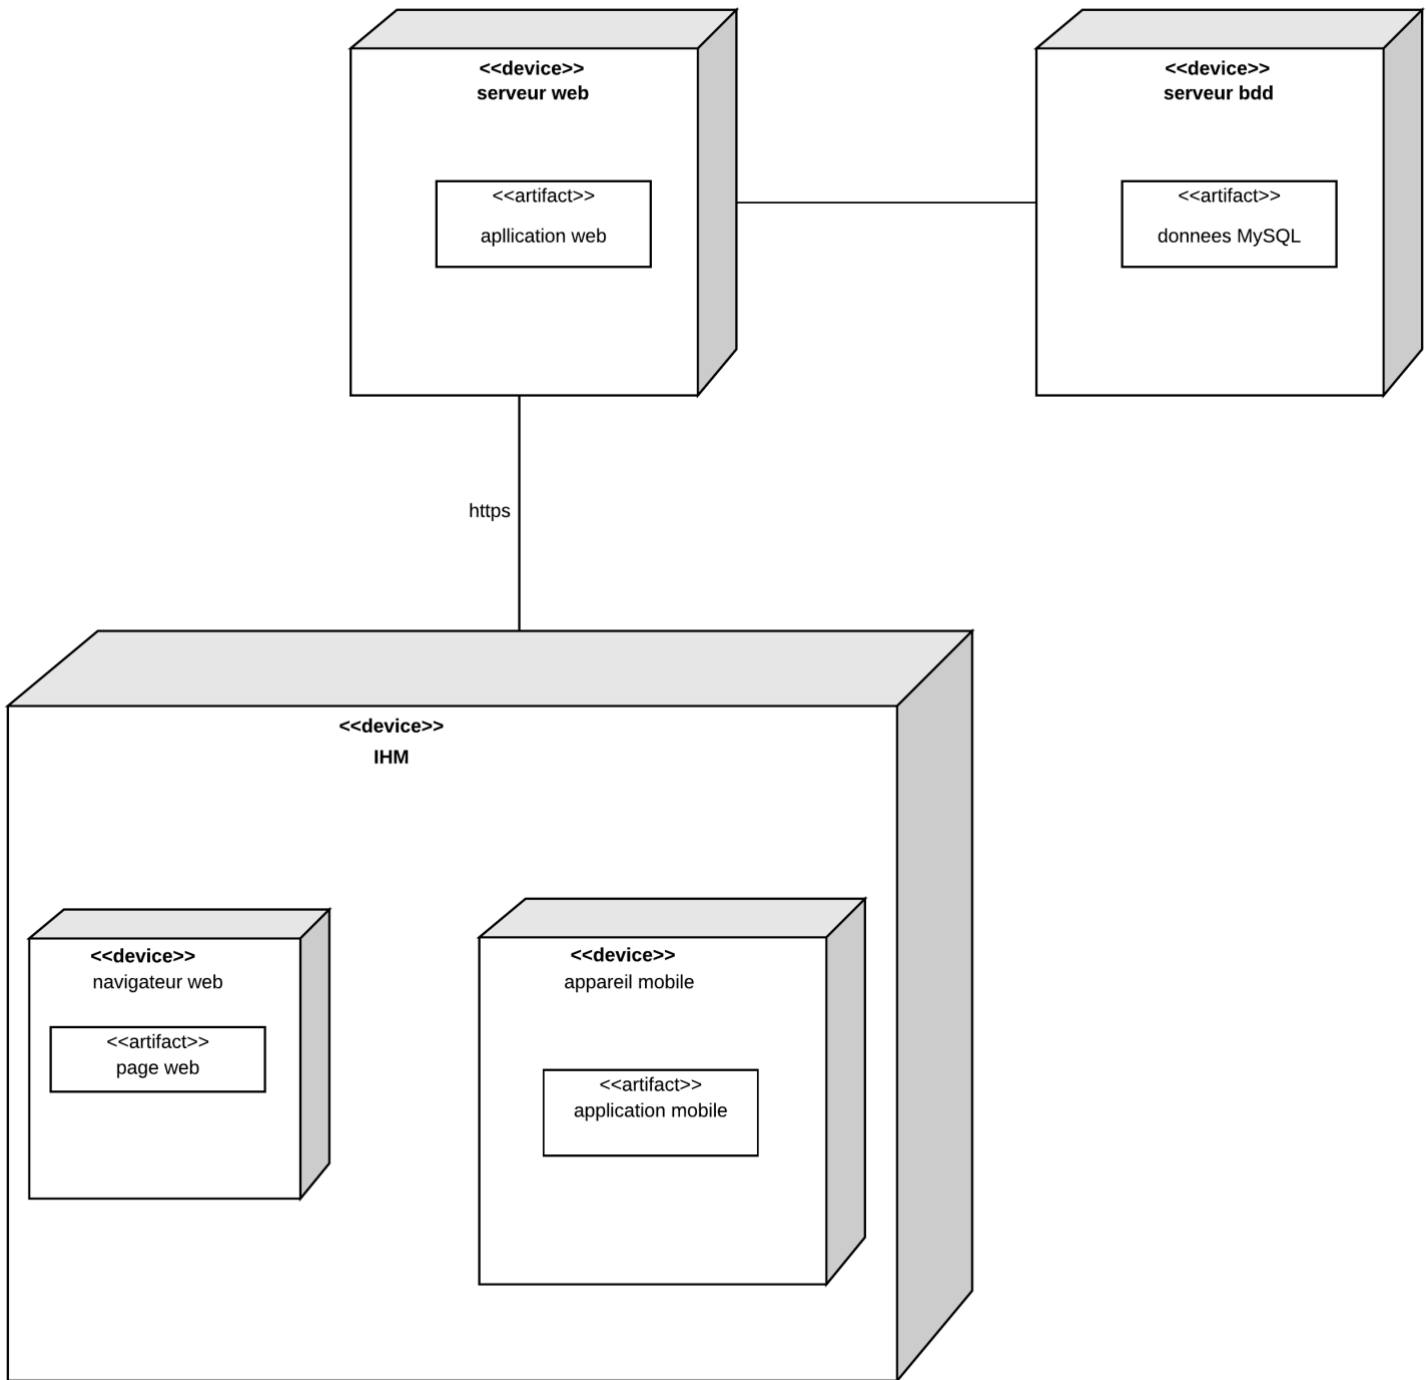 <<device>>
serveur web
<<artifact>>
apllication web
<<device>>
serveur bdd
<<artifact>>
donnees MySQL
https
<<device>>
IHM
<<device>>
navigateur web
<<artifact>>
page web
<<device>>
appareil mobile
<<artifact>>
application mobile